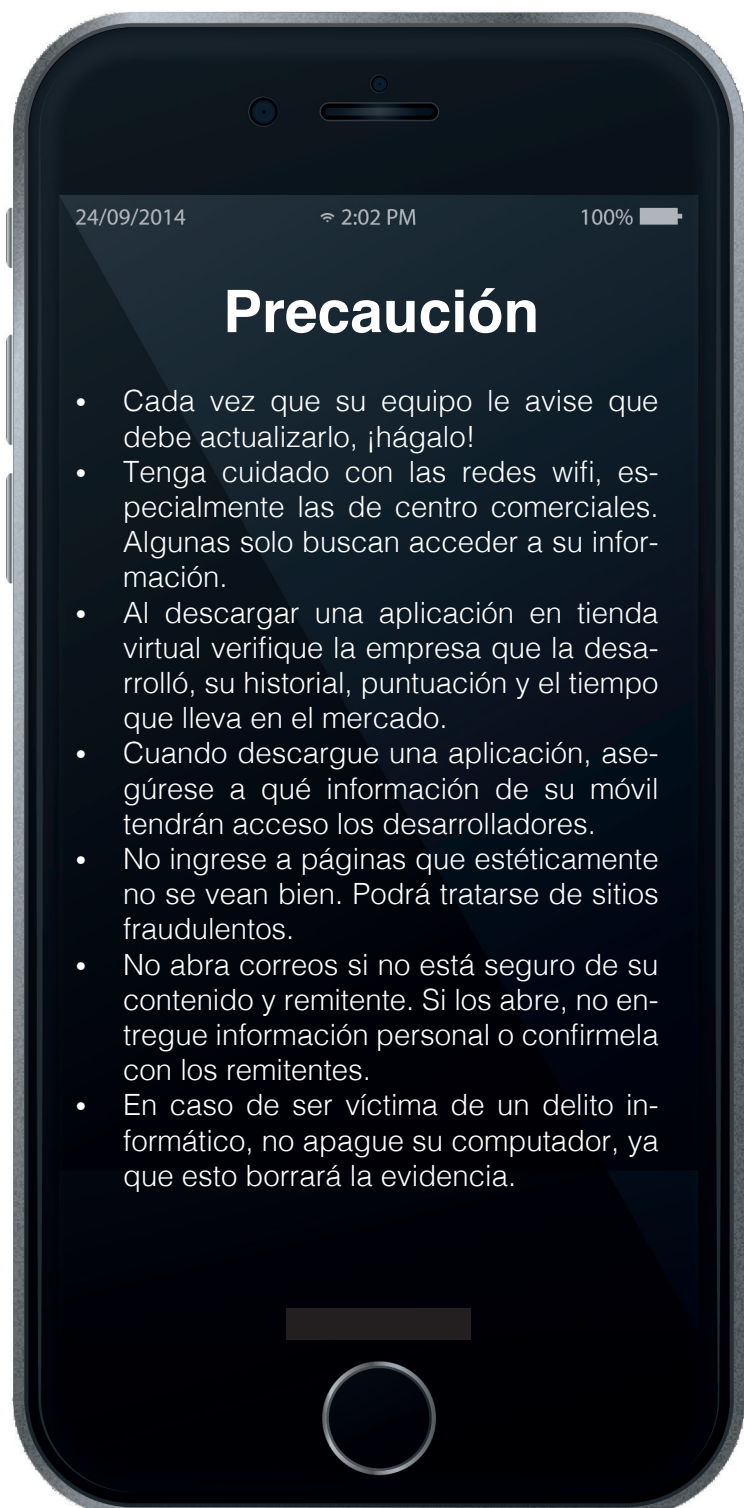 24/09/2014 2:02 PM 100%
Precaución
• Cada vez que su equipo le avise que
debe actualizarlo, ¡hágalo!
• Tenga cuidado con las redes wifi, es-
pecialmente las de centro comerciales.
Algunas solo buscan acceder a su infor-
mación.
• Al descargar una aplicación en tienda
virtual verifique la empresa que la desa-
rrolló, su historial, puntuación y el tiempo
que lleva en el mercado.
• Cuando descargue una aplicación, ase-
gúrese a qué información de su móvil
tendrán acceso los desarrolladores.
• No ingrese a páginas que estéticamente
no se vean bien. Podrá tratarse de sitios
fraudulentos.
• No abra correos si no está seguro de su
contenido y remitente. Si los abre, no en-
tregue información personal o confirmela
con los remitentes.
• En caso de ser víctima de un delito in-
formático, no apague su computador, ya
que esto borrará la evidencia.